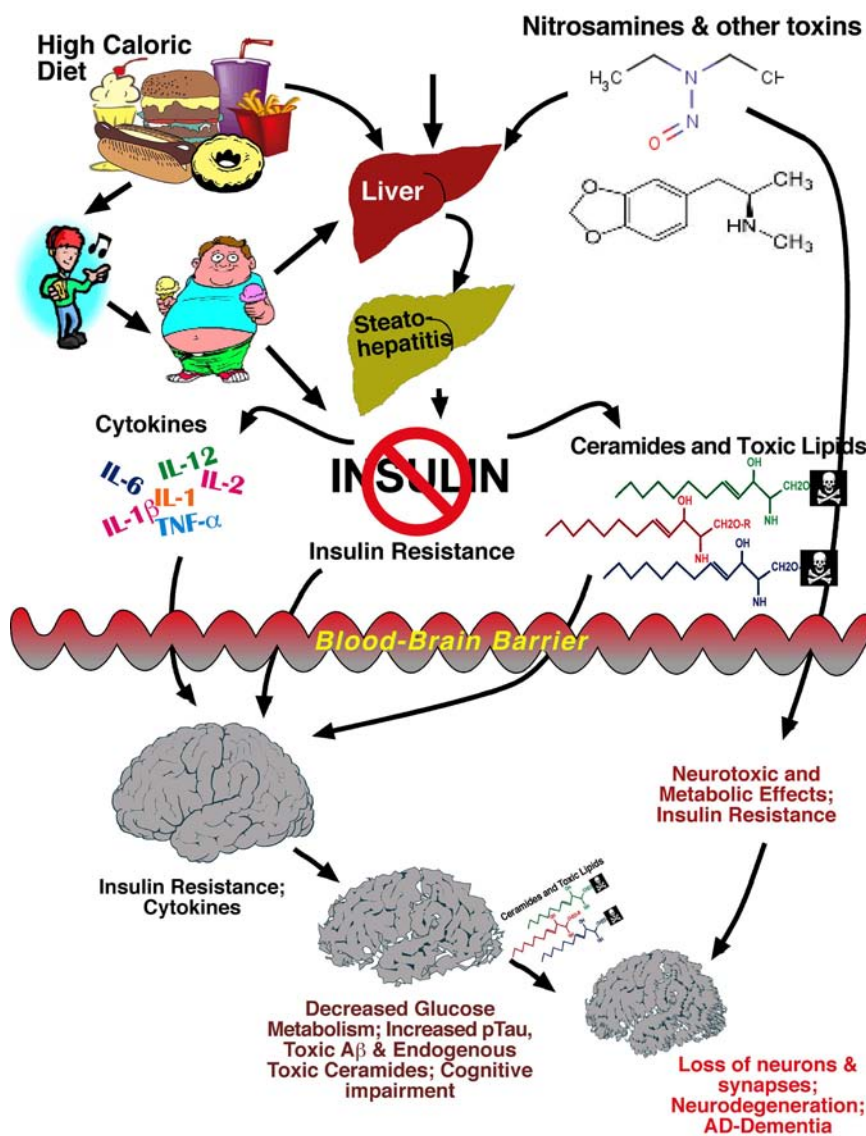 High Caloric
Diet
Nitrosamines & other toxins
H₃C
CH
N
N
O
O
O
CH₃
HN
CH₃
Liver
Steato-
hepatitis
Cytokines
IL-6
IL-12
IL-2
IL-1β
IL-1
TNF-α
INSULIN
Insulin Resistance
Ceramides and Toxic Lipids
OH
CH2O-
NH
OH
CH2O-R
NH
OH
CH2O-
NH
Blood-Brain Barrier
Neurotoxic and
Metabolic Effects;
Insulin Resistance
Insulin Resistance;
Cytokines
Ceramides and Toxic Lipids
Decreased Glucose
Metabolism; Increased pTau,
Toxic Aβ & Endogenous
Toxic Ceramides; Cognitive
impairment
Loss of neurons &
synapses;
Neurodegeneration;
AD-Dementia